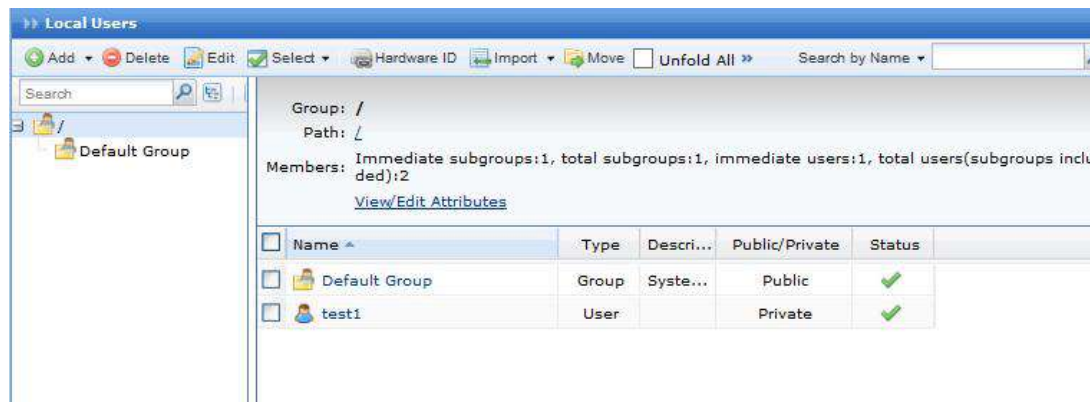 Local Users
Add Delete Edit Select Hardware ID Import Move Unfold All » Search by Name
Search
/
Default Group
Group: /
Path: /
Members: Immediate subgroups:1, total subgroups:1, immediate users:1, total users(subgroups inclu
ded):2
View/Edit Attributes
Name Type Descri... Public/Private Status
Default Group Group Syste... Public
test1 User Private